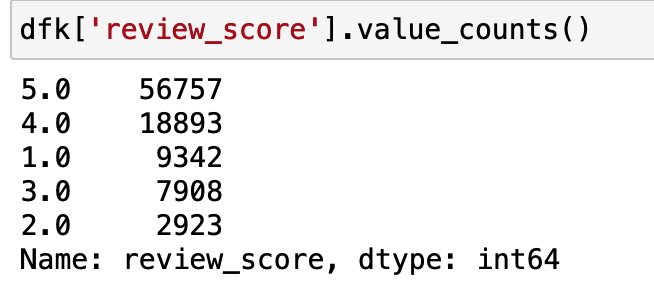 dfk['review_score'].value_counts()
5.0    56757
4.0    18893
1.0     9342
3.0     7908
2.0     2923
Name: review_score, dtype: int64